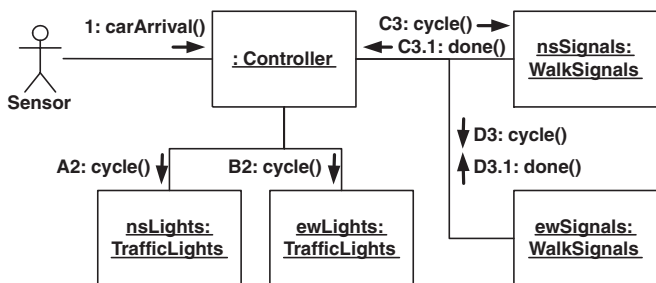 1: carArrival()
Sensor
: Controller
C3: cycle()
C3.1: done()
nsSignals:
WalkSignals
D3: cycle()
D3.1: done()
A2: cycle()
B2: cycle()
nsLights:
TrafficLights
ewLights:
TrafficLights
ewSignals:
WalkSignals